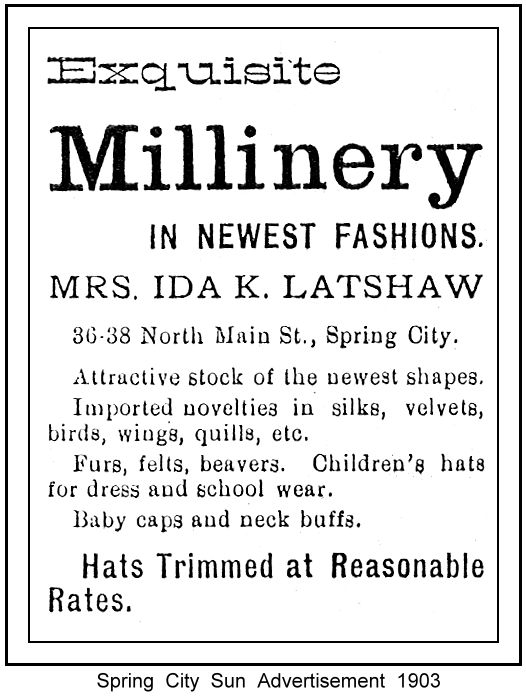 Exquisite
Millinery
IN NEWEST FASHIONS.
MRS. IDA K. LATSHAW
36-38 North Main St., Spring City.
Attractive stock of the newest shapes.
Imported novelties in silks, velvets,
birds, wings, quills, etc.
Furs, felts, beavers. Children's hats
for dress and school wear.
Baby caps and neck buffs.
Hats Trimmed at Reasonable
Rates.
Spring City Sun Advertisement 1903